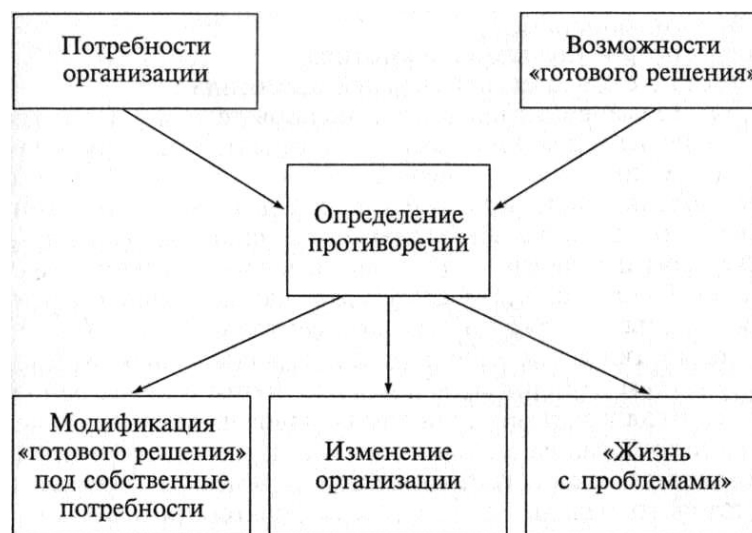 Потребности
организации
Возможности
«готового решения»
Определение
противоречий
Модификация
«готового решения»
под собственные
потребности
Изменение
организации
«Жизнь
с проблемами»